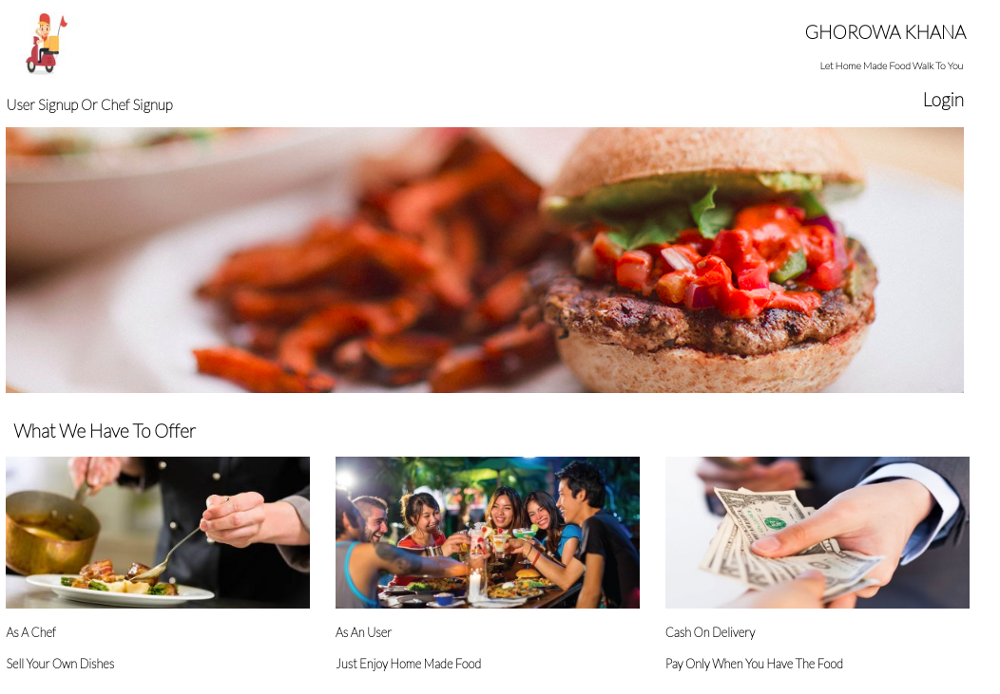 GHOROWA KHANA
Let Home Made Food Walk To You
User Signup Or Chef Signup
Login
What We Have To Offer
As A Chef
Sell Your Own Dishes
As An User
Just Enjoy Home Made Food
Cash On Delivery
Pay Only When You Have The Food